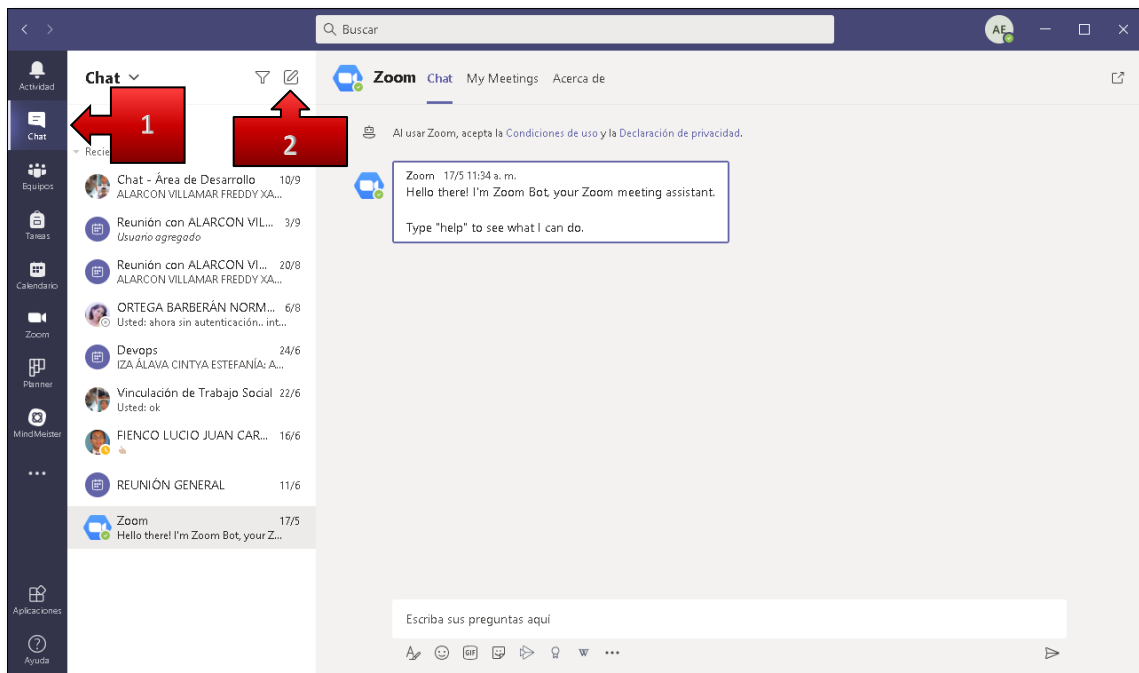 Buscar
AE
Actividad
Chat
Equipos
Tareas
Calendario
Zoom
Planner
MindMeister
Aplicaciones
Ayuda
Chat
1
2
Chat - Área de Desarrollo 10/9
ALARCON VILLAMAR FREDDY XA...
Reunión con ALARCON VIL... 3/9
Usuario agregado
Reunión con ALARCON VI... 20/8
ALARCON VILLAMAR FREDDY XA...
ORTEGA BARBERÁN NORM... 6/8
Usted: ahora sin autenticación.. int...
Devops 24/6
IZA ÁLAVA CINTYA ESTEFANÍA: A...
Vinculación de Trabajo Social 22/6
Usted: ok
FIENCO LUCIO JUAN CAR... 16/6
REUNIÓN GENERAL 11/6
Zoom 17/5
Hello there! I'm Zoom Bot, your Z...
Zoom Chat My Meetings Acerca de
Al usar Zoom, acepta la Condiciones de uso y la Declaración de privacidad.
Zoom 17/5 11:34 a. m.
Hello there! I'm Zoom Bot, your Zoom meeting assistant.
Type "help" to see what I can do.
Escriba sus preguntas aquí
GIF
W